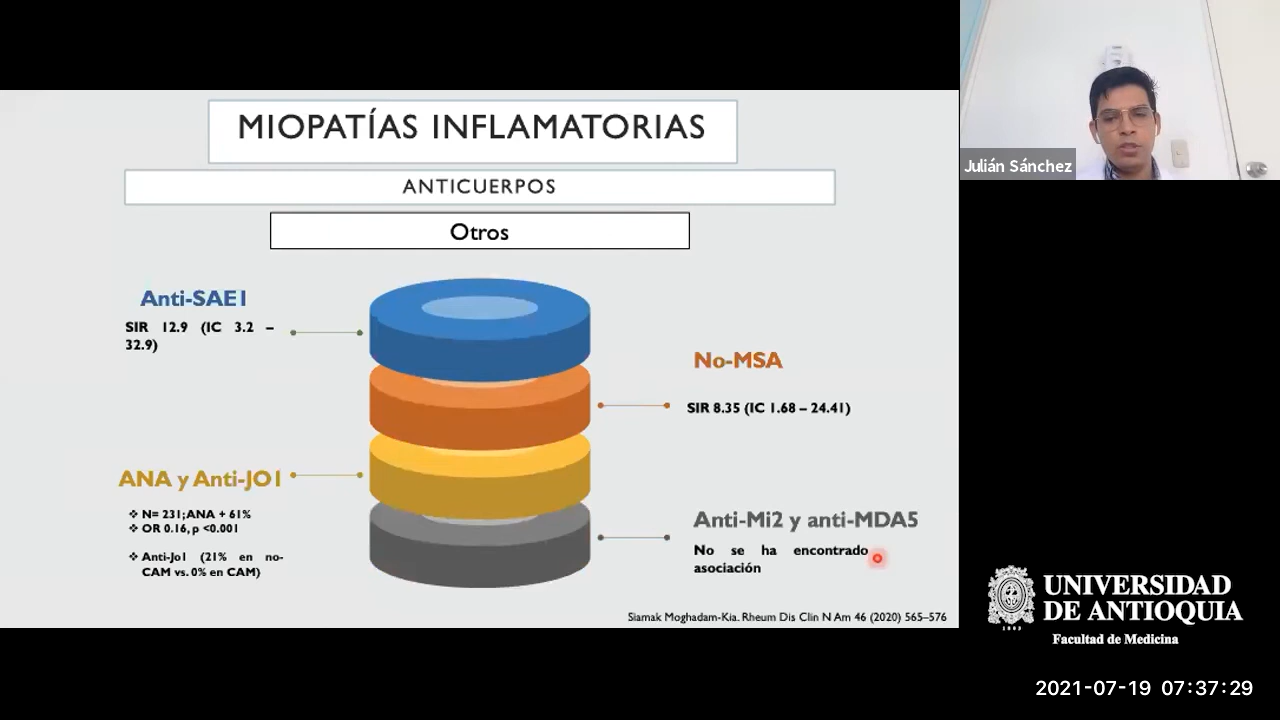 MIOPATÍAS INFLAMATORIAS
ANTICUERPOS
Otros
Anti-SAE1
SIR 12.9 (IC 3.2 –
32.9)
No-MSA
SIR 8.35 (IC 1.68 – 24.41)
ANA y Anti-JO1
❖ N= 231; ANA + 61%
❖ OR 0.16, p <0.001
❖ Anti-Jo1 (21% en no-
CAM vs. 0% en CAM)
Anti-Mi2 y anti-MDA5
No se ha encontrado
asociación
Siamak Moghadam-Kia. Rheum Dis Clin N Am 46 (2020) 565–576
Julián Sánchez
UNIVERSIDAD
DE ANTIOQUIA
1803
Facultad de Medicina
2021-07-19 07:37:29